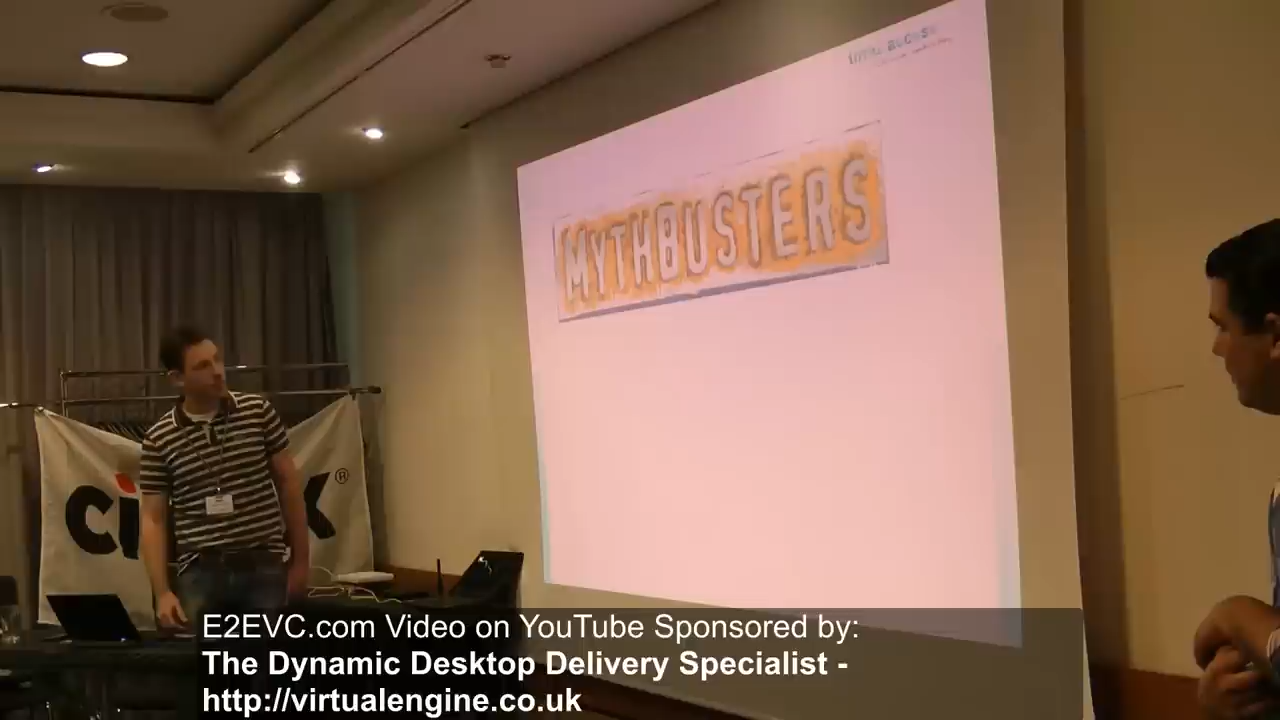 MYTHBUSTERS
®
E2EVC.com Video on YouTube Sponsored by:
The Dynamic Desktop Delivery Specialist -
http://virtualengine.co.uk